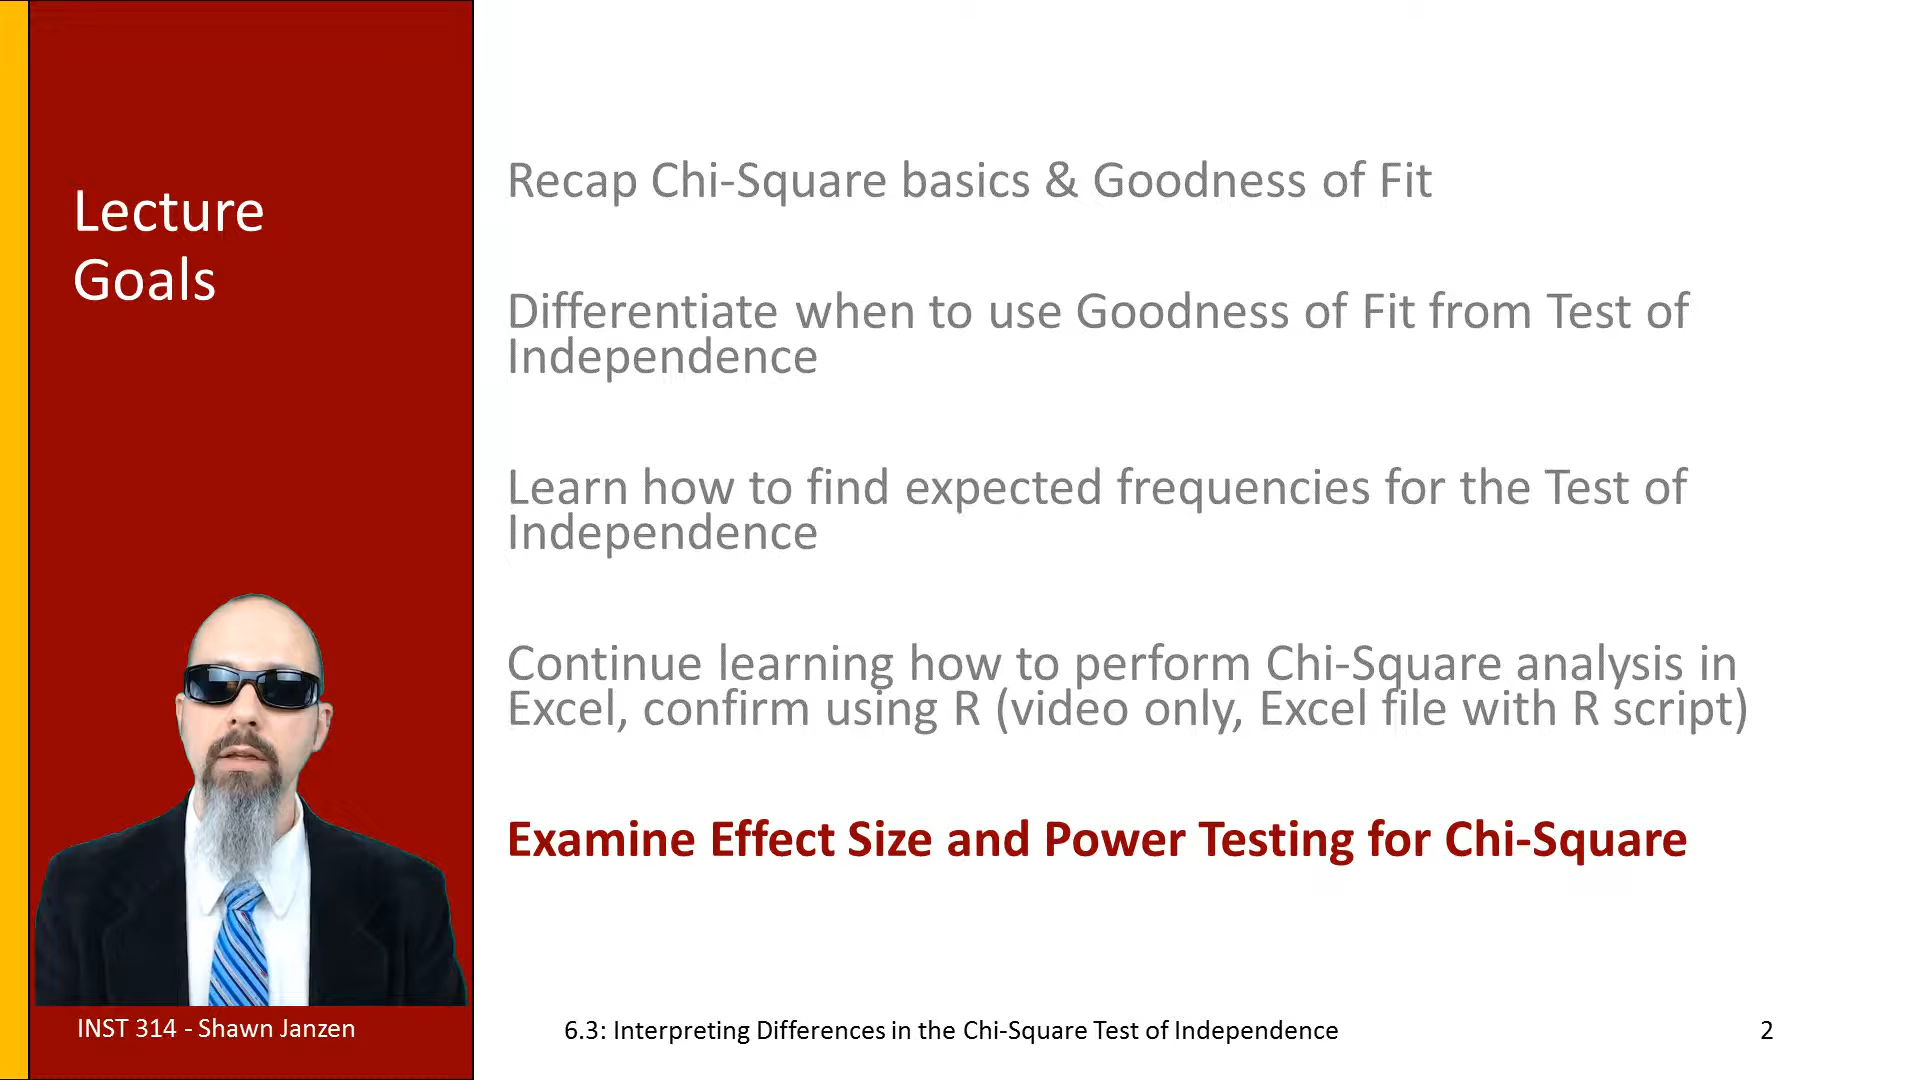 Lecture
Goals
Recap Chi-Square basics & Goodness of Fit
Differentiate when to use Goodness of Fit from Test of
Independence
Learn how to find expected frequencies for the Test of
Independence
Continue learning how to perform Chi-Square analysis in
Excel, confirm using R (video only, Excel file with R script)
Examine Effect Size and Power Testing for Chi-Square
INST 314 - Shawn Janzen
6.3: Interpreting Differences in the Chi-Square Test of Independence
2